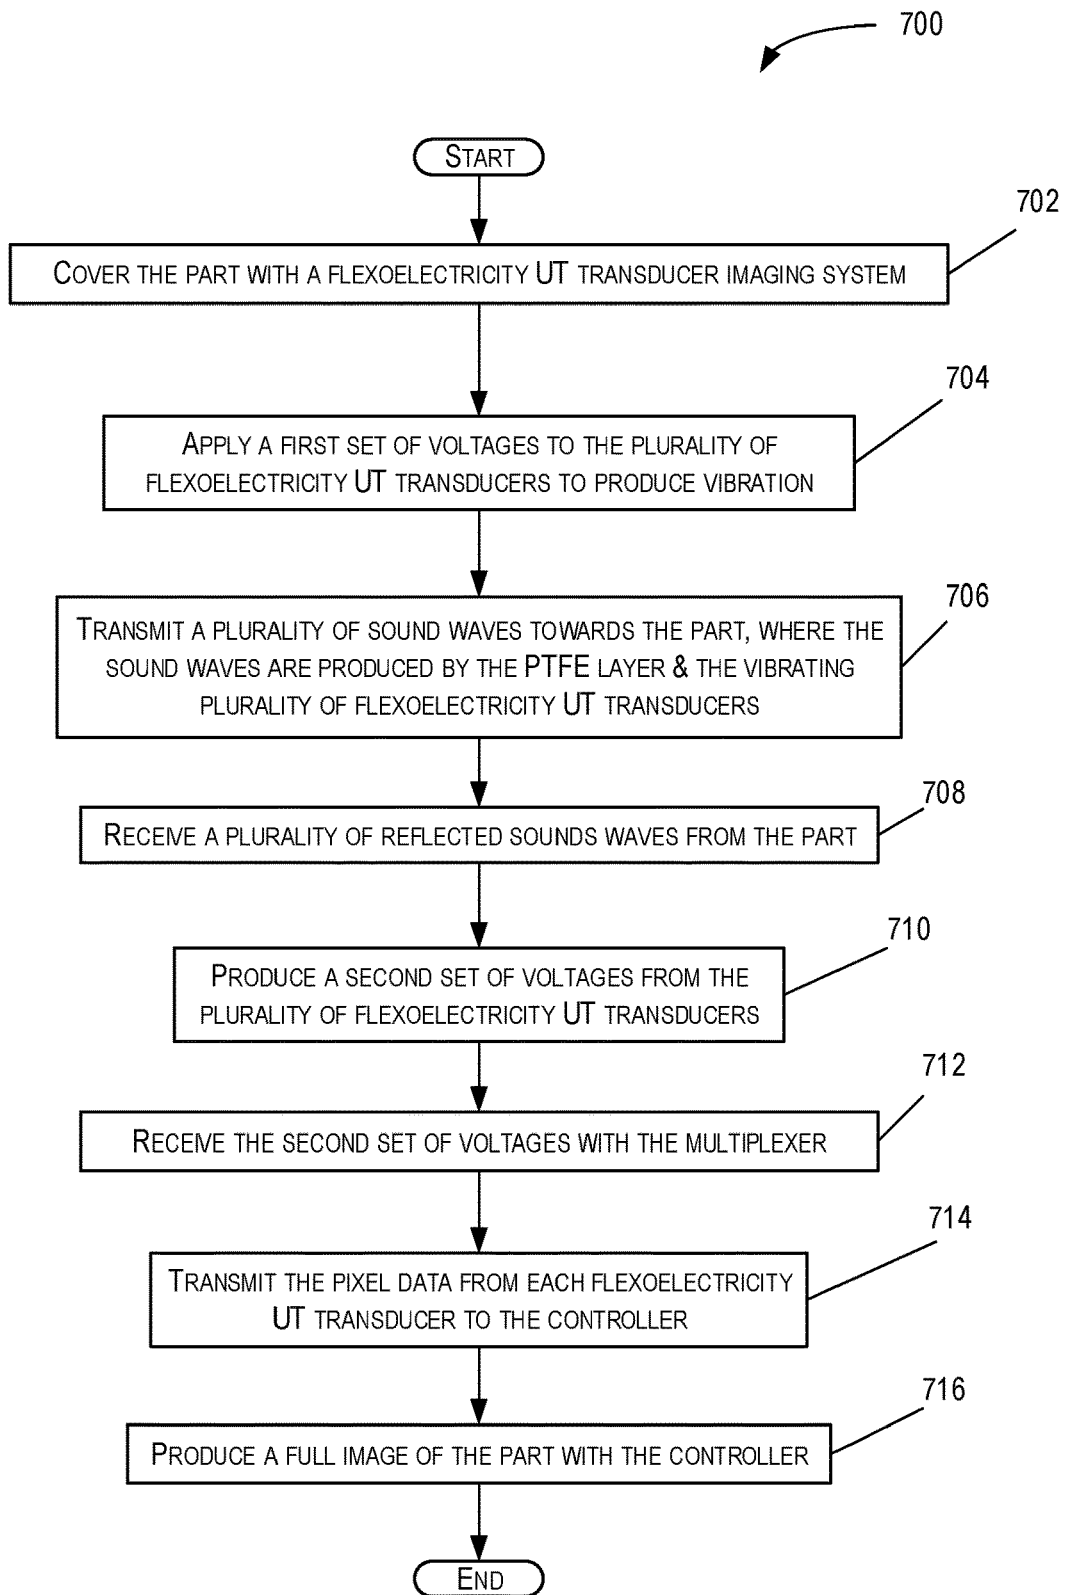 700
START
702
COVER THE PART WITH A FLEXOELECTRICITY UT TRANSDUCER IMAGING SYSTEM
704
APPLY A FIRST SET OF VOLTAGES TO THE PLURALITY OF
FLEXOELECTRICITY UT TRANSDUCERS TO PRODUCE VIBRATION
706
TRANSMIT A PLURALITY OF SOUND WAVES TOWARDS THE PART, WHERE THE
SOUND WAVES ARE PRODUCED BY THE PTFE LAYER & THE VIBRATING
PLURALITY OF FLEXOELECTRICITY UT TRANSDUCERS
708
RECEIVE A PLURALITY OF REFLECTED SOUNDS WAVES FROM THE PART
710
PRODUCE A SECOND SET OF VOLTAGES FROM THE
PLURALITY OF FLEXOELECTRICITY UT TRANSDUCERS
712
RECEIVE THE SECOND SET OF VOLTAGES WITH THE MULTIPLEXER
714
TRANSMIT THE PIXEL DATA FROM EACH FLEXOELECTRICITY
UT TRANSDUCER TO THE CONTROLLER
716
PRODUCE A FULL IMAGE OF THE PART WITH THE CONTROLLER
END